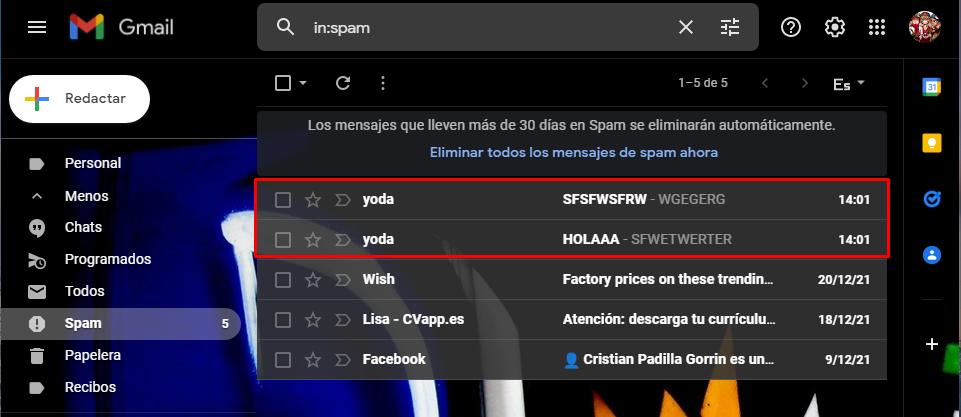 Gmail
in:spam
Redactar
1–5 de 5
Es
Los mensajes que lleven más de 30 días en Spam se eliminarán automáticamente.
Eliminar todos los mensajes de spam ahora
Personal
Menos
Chats
Programados
Todos
Spam 5
Papelera
Recibos
yoda SFSFWSFRW - WGEGERG 14:01
yoda HOLAAA - SFWETWERTER 14:01
Wish Factory prices on these trendin... 20/12/21
Lisa - CVapp.es Atención: descarga tu currículu... 18/12/21
Facebook 👤 Cristian Padilla Gorrin es un... 9/12/21
31